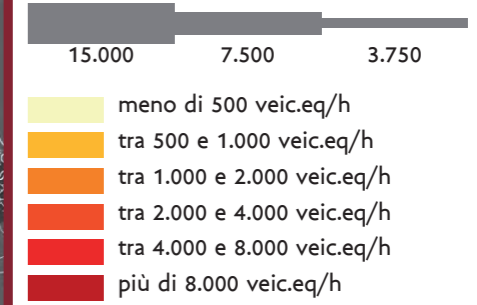 15.000 7.500 3.750
meno di 500 veic.eq/h
tra 500 e 1.000 veic.eq/h
tra 1.000 e 2.000 veic.eq/h
tra 2.000 e 4.000 veic.eq/h
tra 4.000 e 8.000 veic.eq/h
più di 8.000 veic.eq/h